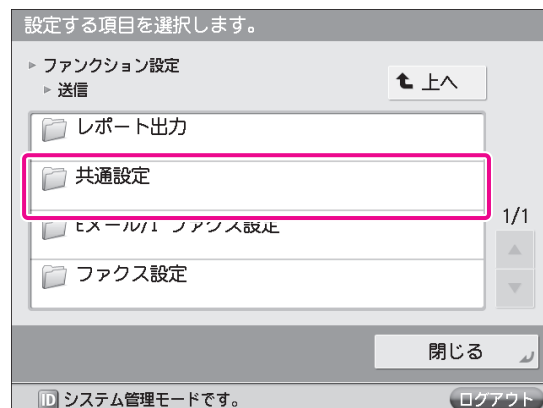 設定する項目を選択します。
ファンクション設定
送信
上へ
レポート出力
共通設定
Eメール/I ファクス設定
ファクス設定
1/1
閉じる
ID システム管理モードです。
ログアウト